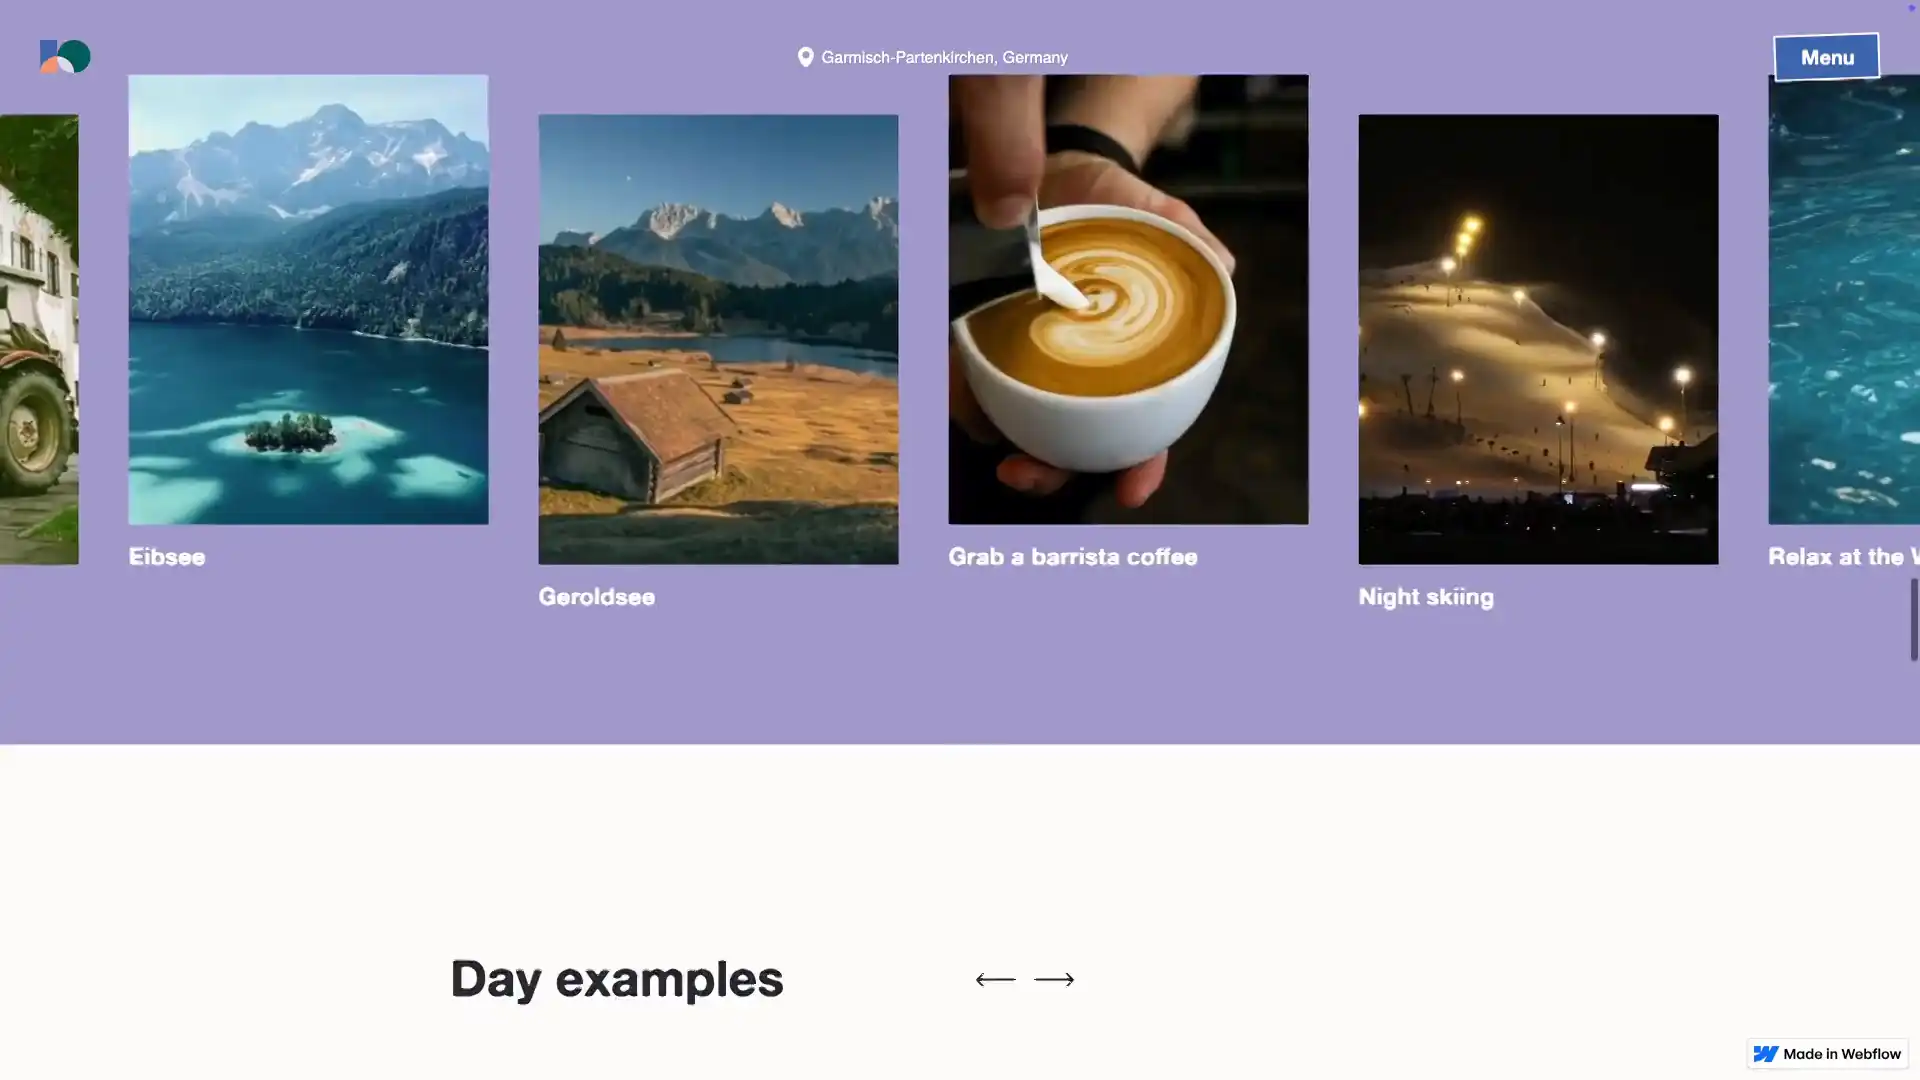 Garmisch-Partenkirchen, Germany
Menu
Eibsee
Geroldsee
Grab a barrista coffee
Night skiing
Relax at the
Day examples
Made in Webflow